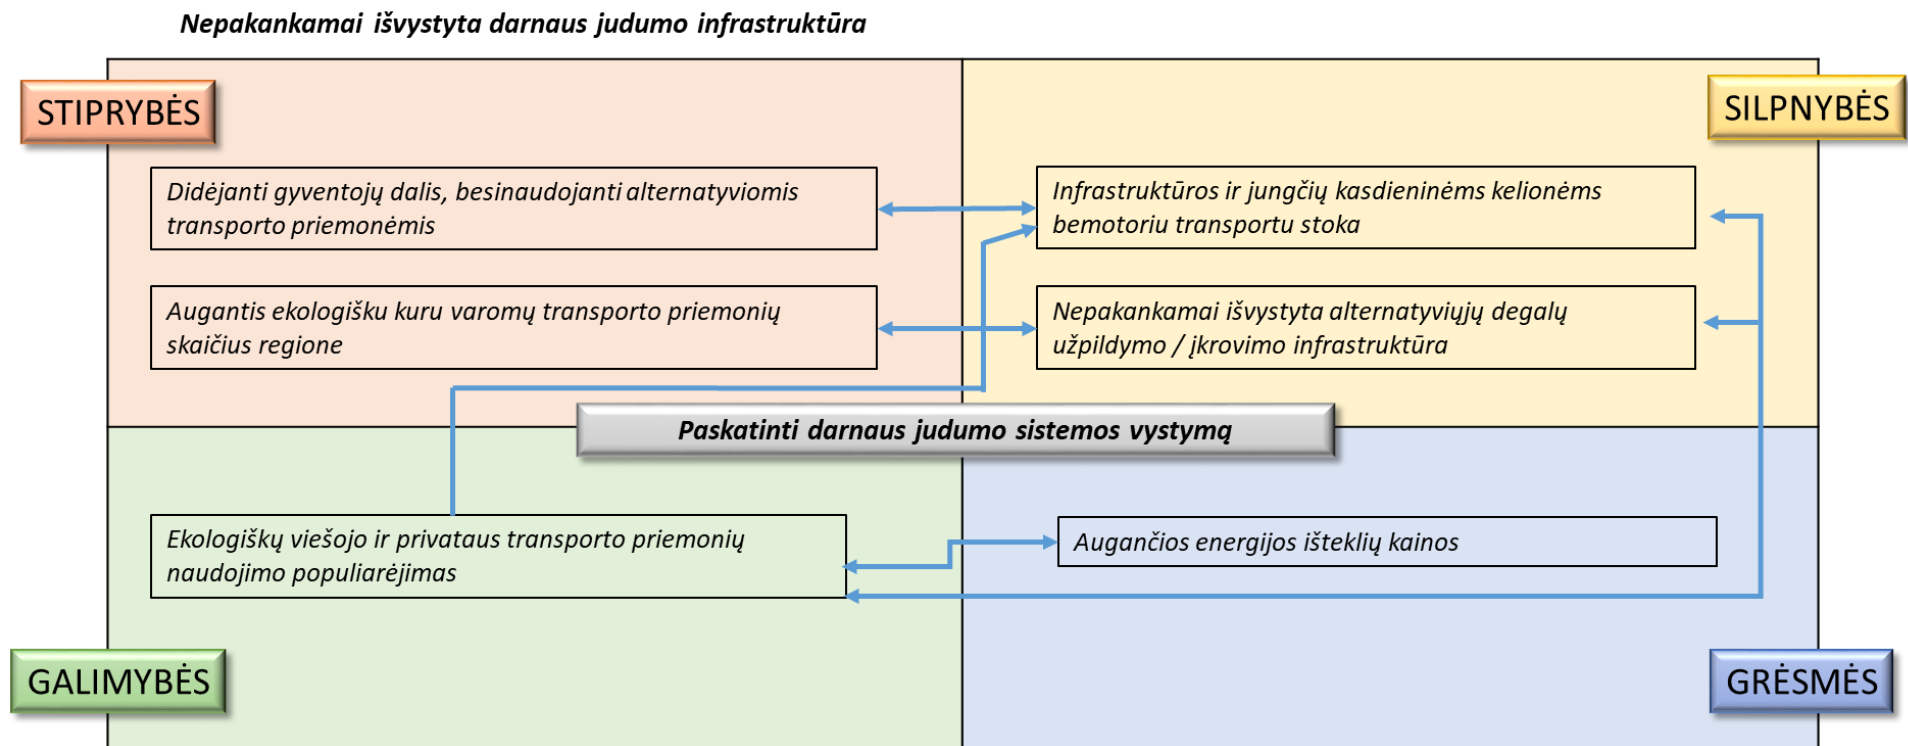 Nepakankamai išvystyta darnaus judumo infrastruktūra
STIPRYBĖS
SILPNYBĖS
Didėjanti gyventojų dalis, besinaudojanti alternatyviomis
transporto priemonėmis
Infrastruktūros ir jungčių kasdieninėms kelionėms
bemotoriu transportu stoka
Augantis ekologišku kuru varomų transporto priemonių
skaičius regione
Nepakankamai išvystyta alternatyviųjų degalų
užpildymo / įkrovimo infrastruktūra
Paskatinti darnaus judumo sistemos vystymą
Ekologiškų viešojo ir privataus transporto priemonių
naudojimo populiarėjimas
Augančios energijos išteklių kainos
GALIMYBĖS
GRĖSMĖS